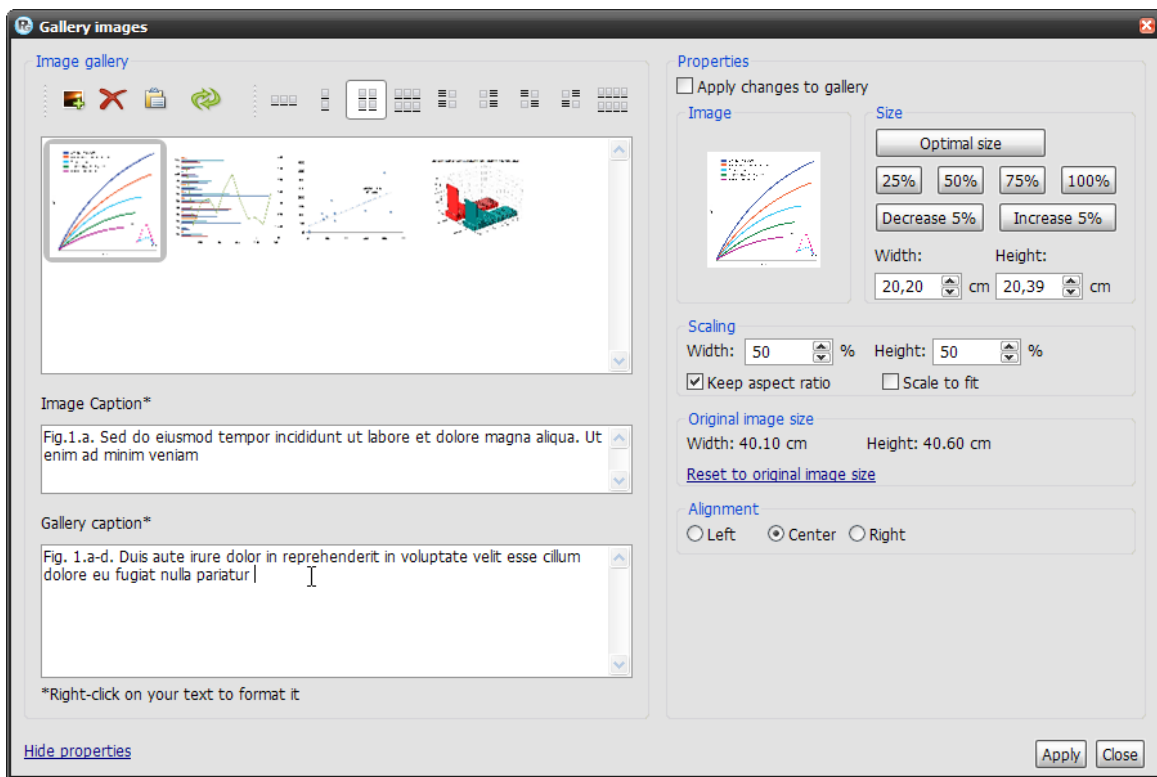 Gallery images
Image gallery
Image Caption*
Fig.1.a. Sed do eiusmod tempor incididunt ut labore et dolore magna aliqua. Ut
enim ad minim veniam
Gallery caption*
Fig. 1.a-d. Duis aute irure dolor in reprehenderit in voluptate velit esse cillum
dolore eu fugiat nulla pariatur
*Right-click on your text to format it
Hide properties
Properties
Apply changes to gallery
Image
Size
Optimal size
25% 50% 75% 100%
Decrease 5% Increase 5%
Width: Height:
20,20 cm 20,39 cm
Scaling
Width: 50 % Height: 50 %
Keep aspect ratio Scale to fit
Original image size
Width: 40.10 cm Height: 40.60 cm
Reset to original image size
Alignment
Left Center Right
Apply Close